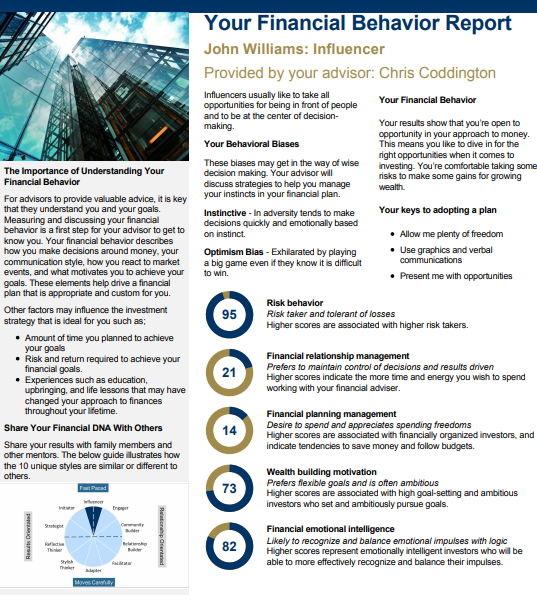 Your Financial Behavior Report
John Williams: Influencer
Provided by your advisor: Chris Coddington
The Importance of Understanding Your
Financial Behavior
For advisors to provide valuable advice, it is key
that they understand you and your goals.
Measuring and discussing your financial
behavior is a first step for your advisor to get to
know you. Your financial behavior describes
how you make decisions around money, your
communication style, how you react to market
events, and what motivates you to achieve your
goals. These elements help drive a financial
plan that is appropriate and custom for you.
Other factors may influence the investment
strategy that is ideal for you such as;
• Amount of time you planned to achieve
your goals
• Risk and return required to achieve your
financial goals.
• Experiences such as education,
upbringing, and life lessons that may have
changed your approach to finances
throughout your lifetime.
Share Your Financial DNA With Others
Share your results with family members and
other mentors. The below guide illustrates how
the 10 unique styles are similar or different to
others.
Fast Paced
Influencer
Initiator
Engager
Strategist
Community
Builder
Results Orientated
Relationship Orientated
Reflective
Thinker
Relationship
Builder
Stylish
Thinker
Facilitator
Adapter
Moves Carefully
Influencers usually like to take all
opportunities for being in front of people
and to be at the center of decision-
making.
Your Behavioral Biases
These biases may get in the way of wise
decision making. Your advisor will
discuss strategies to help you manage
your instincts in your financial plan.
Instinctive - In adversity tends to make
decisions quickly and emotionally based
on instinct.
Optimism Bias - Exhilarated by playing
a big game even if they know it is difficult
to win.
Your Financial Behavior
Your results show that you're open to
opportunity in your approach to money.
This means you like to dive in for the
right opportunities when it comes to
investing. You're comfortable taking some
risks to make some gains for growing
wealth.
Your keys to adopting a plan
• Allow me plenty of freedom
• Use graphics and verbal
communications
• Present me with opportunities
95
Risk behavior
Risk taker and tolerant of losses
Higher scores are associated with higher risk takers.
21
Financial relationship management
Prefers to maintain control of decisions and results driven
Higher scores indicate the more time and energy you wish to spend
working with your financial adviser.
14
Financial planning management
Desire to spend and appreciates spending freedoms
Higher scores are associated with financially organized investors, and
indicate tendencies to save money and follow budgets.
73
Wealth building motivation
Prefers flexible goals and is often ambitious
Higher scores are associated with high goal-setting and ambitious
investors who set and ambitiously pursue goals.
82
Financial emotional intelligence
Likely to recognize and balance emotional impulses with logic
Higher scores represent emotionally intelligent investors who will be
able to more effectively recognize and balance their impulses.